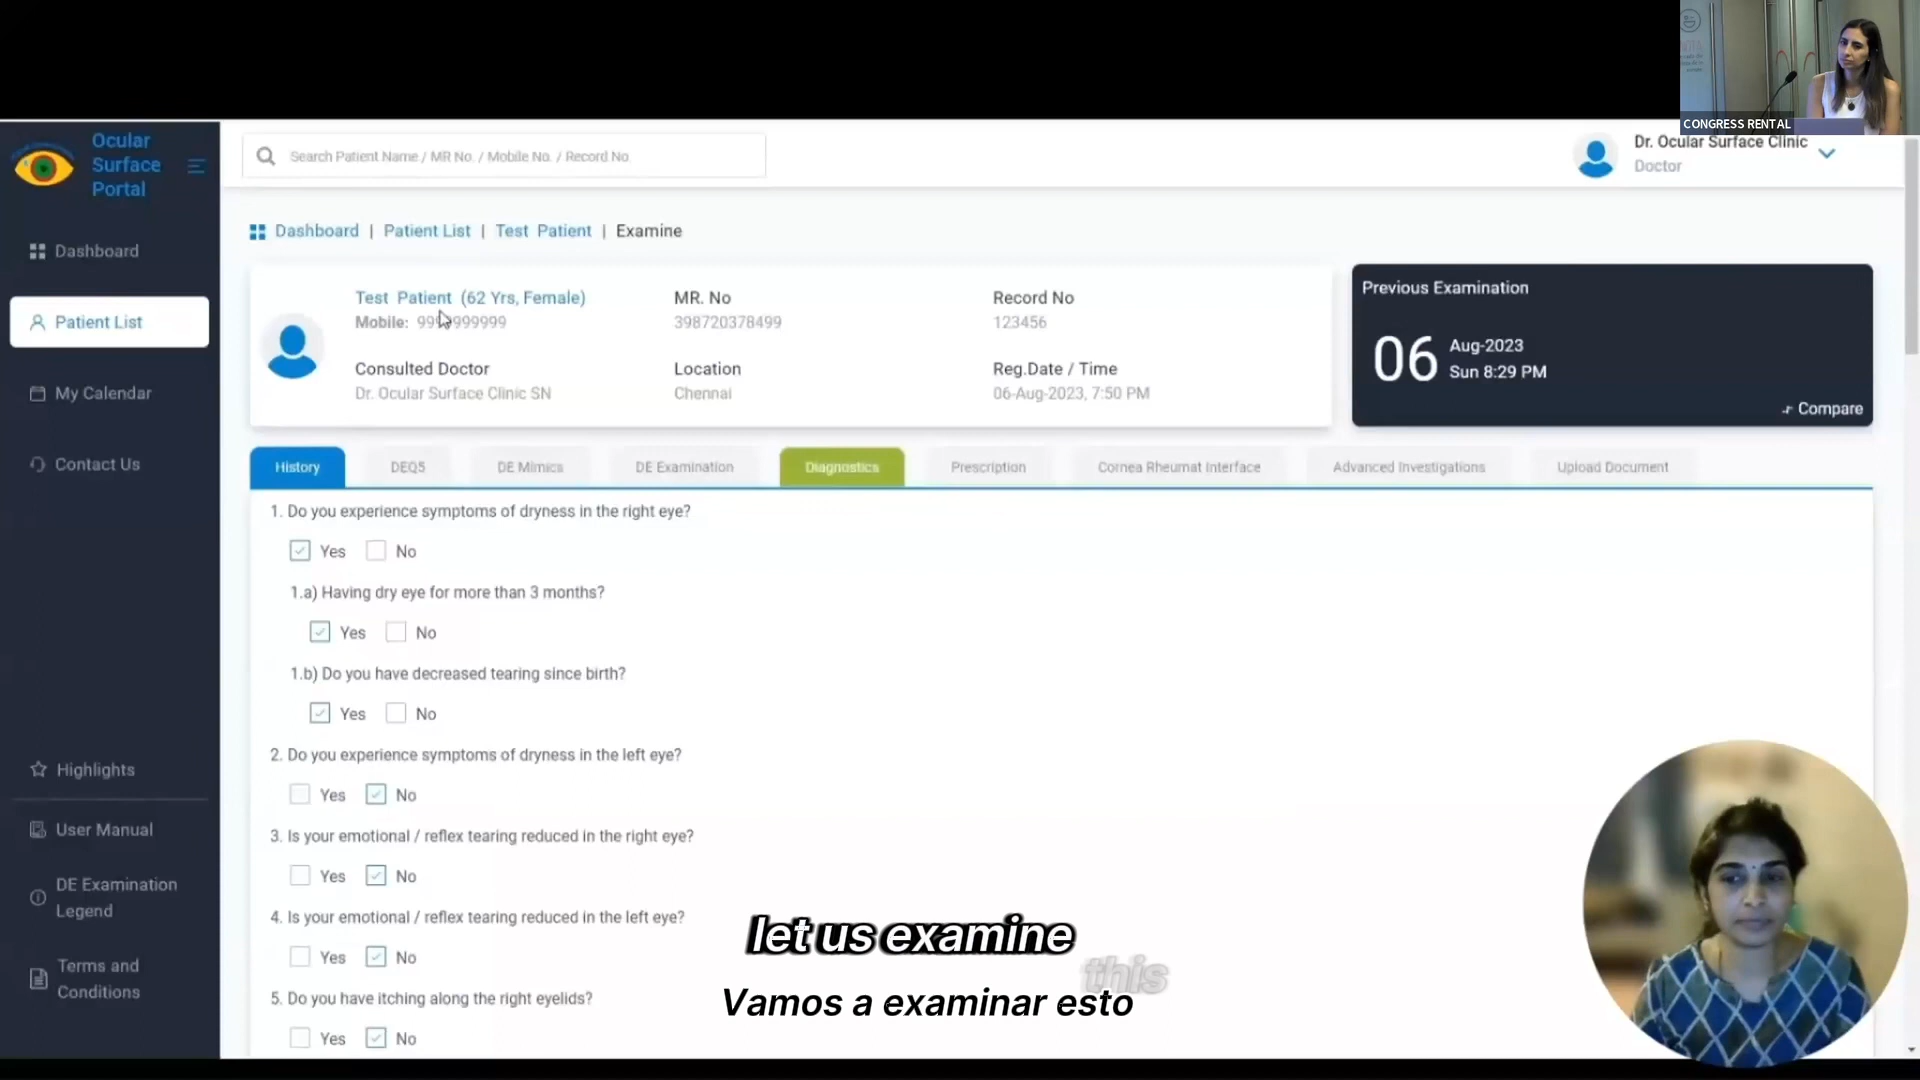 CONGRESS RENTAL
Ocular
Surface
Portal
Search Patient Name / MR No. / Mobile No. / Record No.
Dr. Ocular Surface Clinic
Doctor
Dashboard
Patient List
My Calendar
Contact Us
Highlights
User Manual
DE Examination
Legend
Terms and
Conditions
Dashboard | Patient List | Test Patient | Examine
Test Patient (62 Yrs, Female)
Mobile: 9999999999
MR. No
398720378499
Record No
123456
Consulted Doctor
Dr. Ocular Surface Clinic SN
Location
Chennai
Reg.Date / Time
06-Aug-2023, 7:50 PM
Previous Examination
06
Aug-2023
Sun 8:29 PM
Compare
History DEQ5 DE Mimics DE Examination Diagnostics Prescription Cornea Rheumat Interface Advanced Investigations Upload Document
1. Do you experience symptoms of dryness in the right eye?
Yes No
1.a) Having dry eye for more than 3 months?
Yes No
1.b) Do you have decreased tearing since birth?
Yes No
2. Do you experience symptoms of dryness in the left eye?
Yes No
3. Is your emotional / reflex tearing reduced in the right eye?
Yes No
4. Is your emotional / reflex tearing reduced in the left eye?
Yes No
5. Do you have itching along the right eyelids?
Yes No
let us examine
this
Vamos a examinar esto